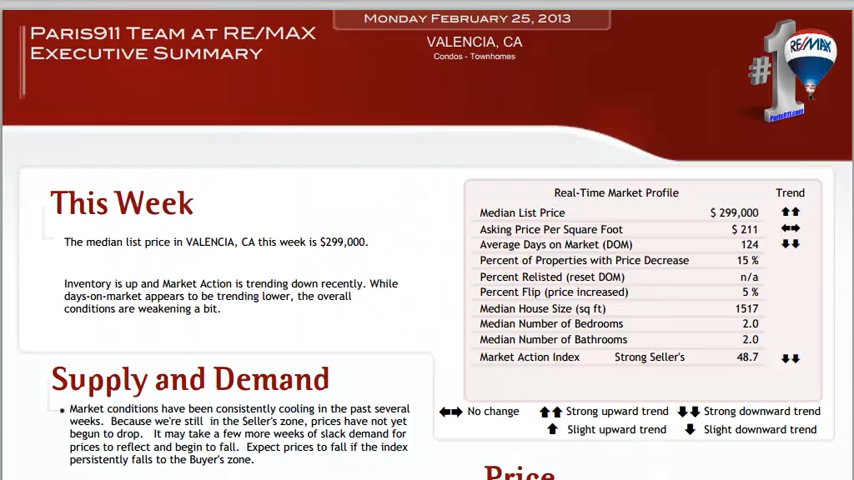 MONDAY FEBRUARY 25, 2013
PARIS911 TEAM AT RE/MAX
EXECUTIVE SUMMARY
VALENCIA, CA
Condos - Townhomes
#1
RE/MAX
Paris911.com
This Week
The median list price in VALENCIA, CA this week is $299,000.
Inventory is up and Market Action is trending down recently. While
days-on-market appears to be trending lower, the overall
conditions are weakening a bit.
Supply and Demand
• Market conditions have been consistently cooling in the past several
weeks. Because we're still in the Seller's zone, prices have not yet
begun to drop. It may take a few more weeks of slack demand for
prices to reflect and begin to fall. Expect prices to fall if the index
persistently falls to the Buyer's zone.
Real-Time Market Profile Trend
Median List Price $ 299,000
Asking Price Per Square Foot $ 211
Average Days on Market (DOM) 124
Percent of Properties with Price Decrease 15 %
Percent Relisted (reset DOM) n/a
Percent Flip (price increased) 5 %
Median House Size (sq ft) 1517
Median Number of Bedrooms 2.0
Median Number of Bathrooms 2.0
Market Action Index Strong Seller's 48.7
No change Strong upward trend Strong downward trend
Slight upward trend Slight downward trend
Price